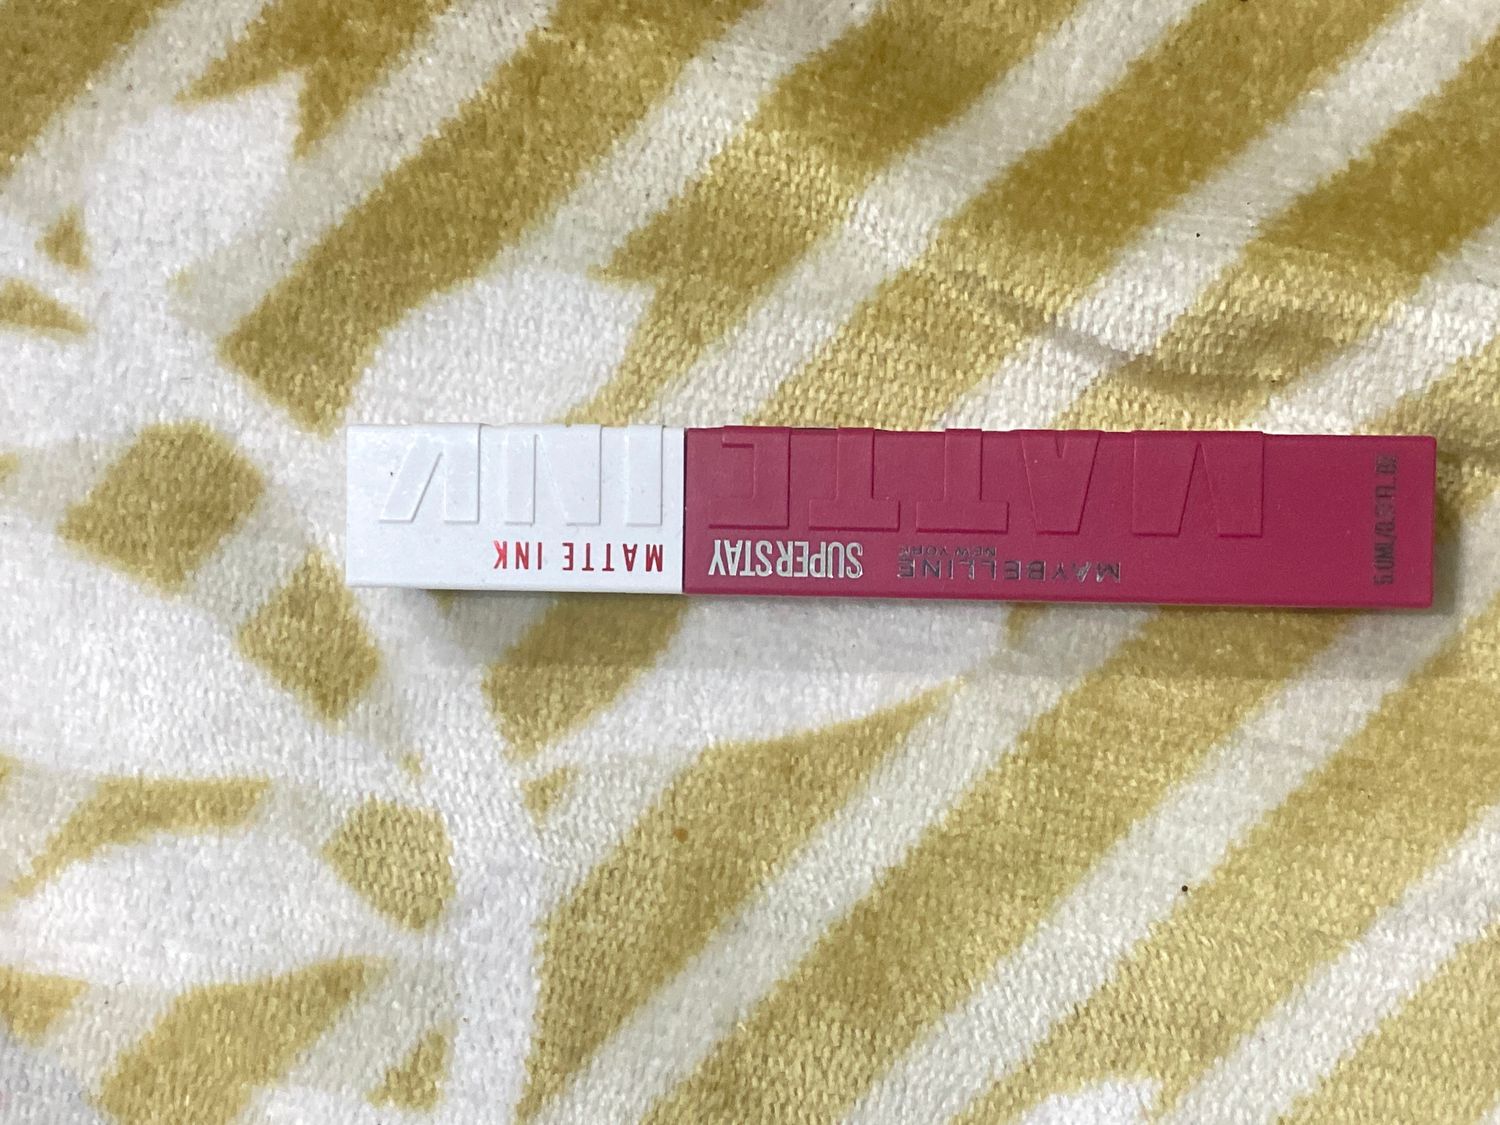 MATTE INK
MATTE INK
SUPERSTAY
MAYBELLINE
NEW YORK
5.0ML/0.17 FL. OZ